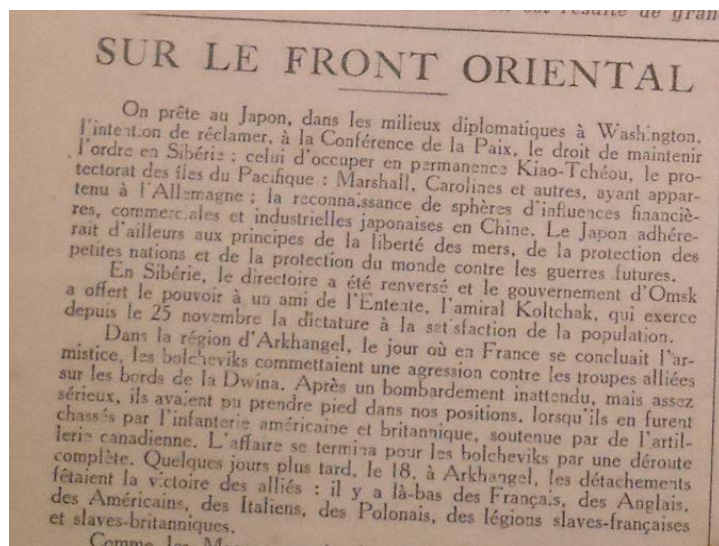 est résulte de gran
SUR LE FRONT ORIENTAL
On prête au Japon, dans les milieux diplomatiques à Washington,
l'intention de réclamer, à la Conférence de la Paix, le droit de maintenir
l'ordre en Sibérie ; celui d'occuper en permanence Kiao-Tchéou, le pro-
tectorat des îles du Pacifique : Marshall, Carolines et autres, ayant appar-
tenu à l'Allemagne ; la reconnaissance de sphères d'influences financiè-
res, commerciales et industrielles japonaises en Chine. Le Japon adhére-
rait d'ailleurs aux principes de la liberté des mers, de la protection des
petites nations et de la protection du monde contre les guerres futures.
En Sibérie, le directoire a été renversé et le gouvernement d'Omsk
a offert le pouvoir à un ami de l'Entente, l'amiral Koltchak, qui exerce
depuis le 25 novembre la dictature à la satisfaction de la population.
Dans la région d'Arkhangel, le jour où en France se concluait l'ar-
mistice, les bolcheviks commettaient une agression contre les troupes alliées
sur les bords de la Dwina. Après un bombardement inattendu, mais assez
sérieux, ils avaient pu prendre pied dans nos positions, lorsqu'ils en furent
chassés par l'infanterie américaine et britannique, soutenue par de l'artil-
lerie canadienne. L'affaire se termina pour les bolcheviks par une déroute
complète. Quelques jours plus tard, le 18, à Arkhangel, les détachements
fêtaient la victoire des alliés : il y a là-bas des Français, des Anglais,
des Américains, des Italiens, des Polonais, des légions slaves-françaises
et slaves-britanniques.
Comme les